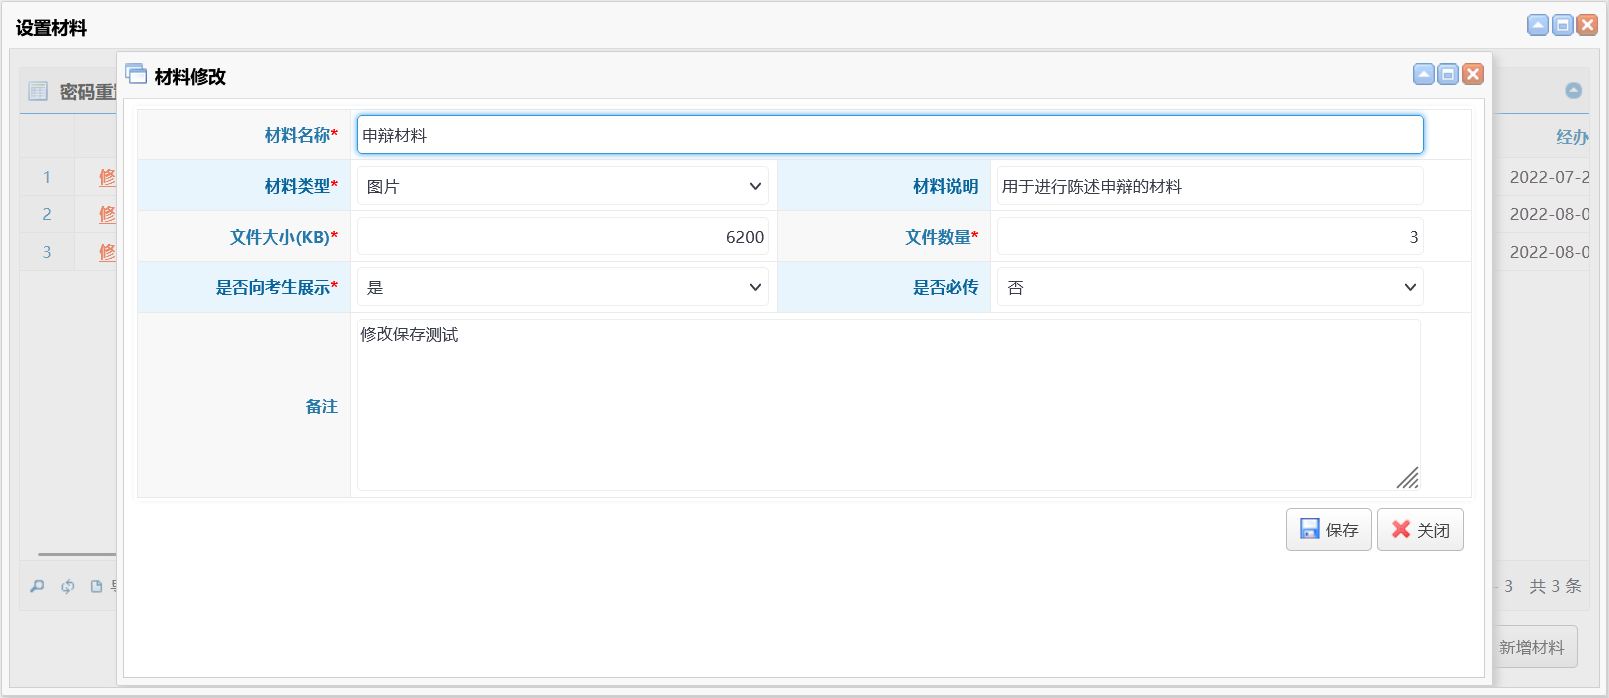 设置材料
密码重
材料修改
经办
1 修 2022-07-2
2 修 2022-08-0
3 修 2022-08-0
材料名称* 申辩材料
材料类型* 图片 材料说明 用于进行陈述申辩的材料
文件大小(KB)* 6200 文件数量* 3
是否向考生展示* 是 是否必传 否
备注 修改保存测试
保存 关闭
- 3 共 3 条
新增材料